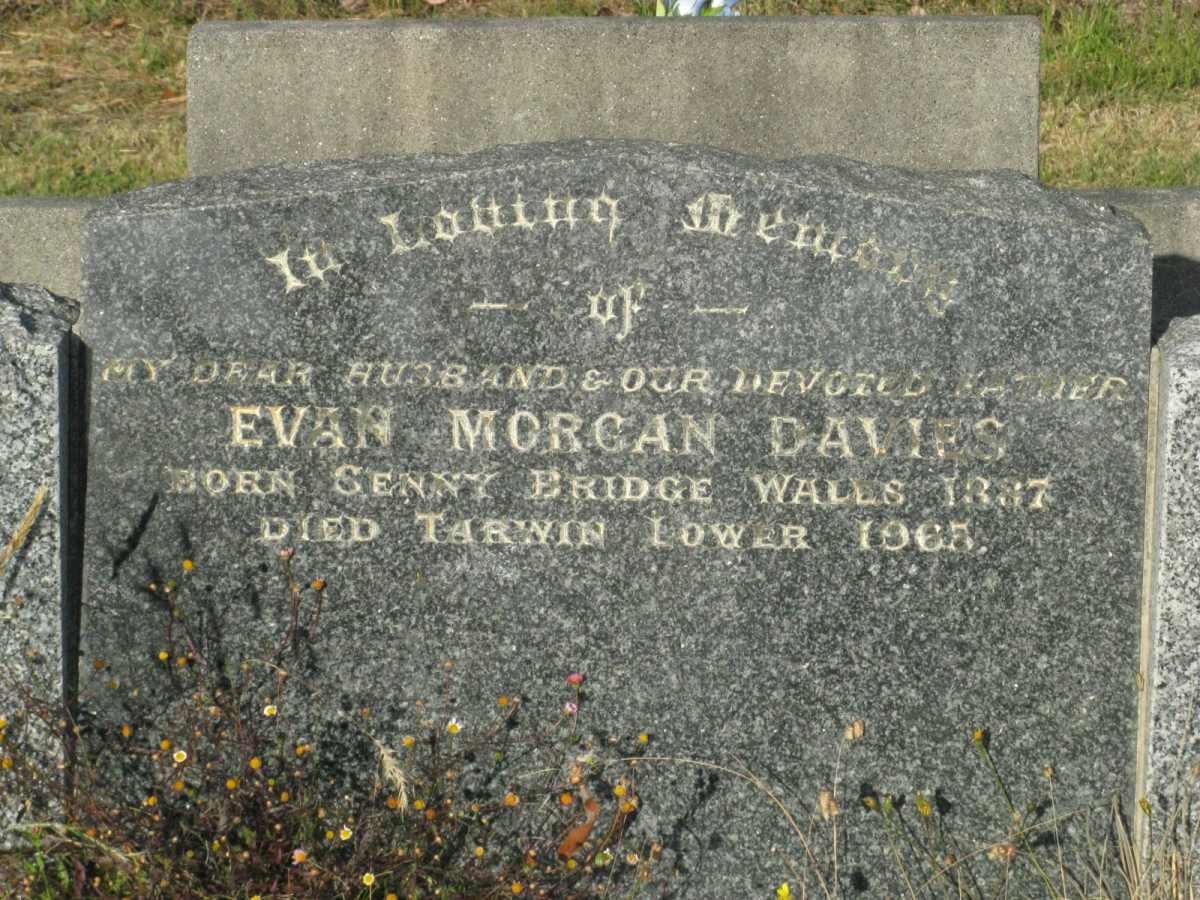 In Loving Memory
— of —
MY DEAR HUSBAND & OUR DEVOTED FATHER
EVAN MORGAN DAVIES
BORN SENNY BRIDGE WALES 1887
DIED TARWIN LOWER 1965